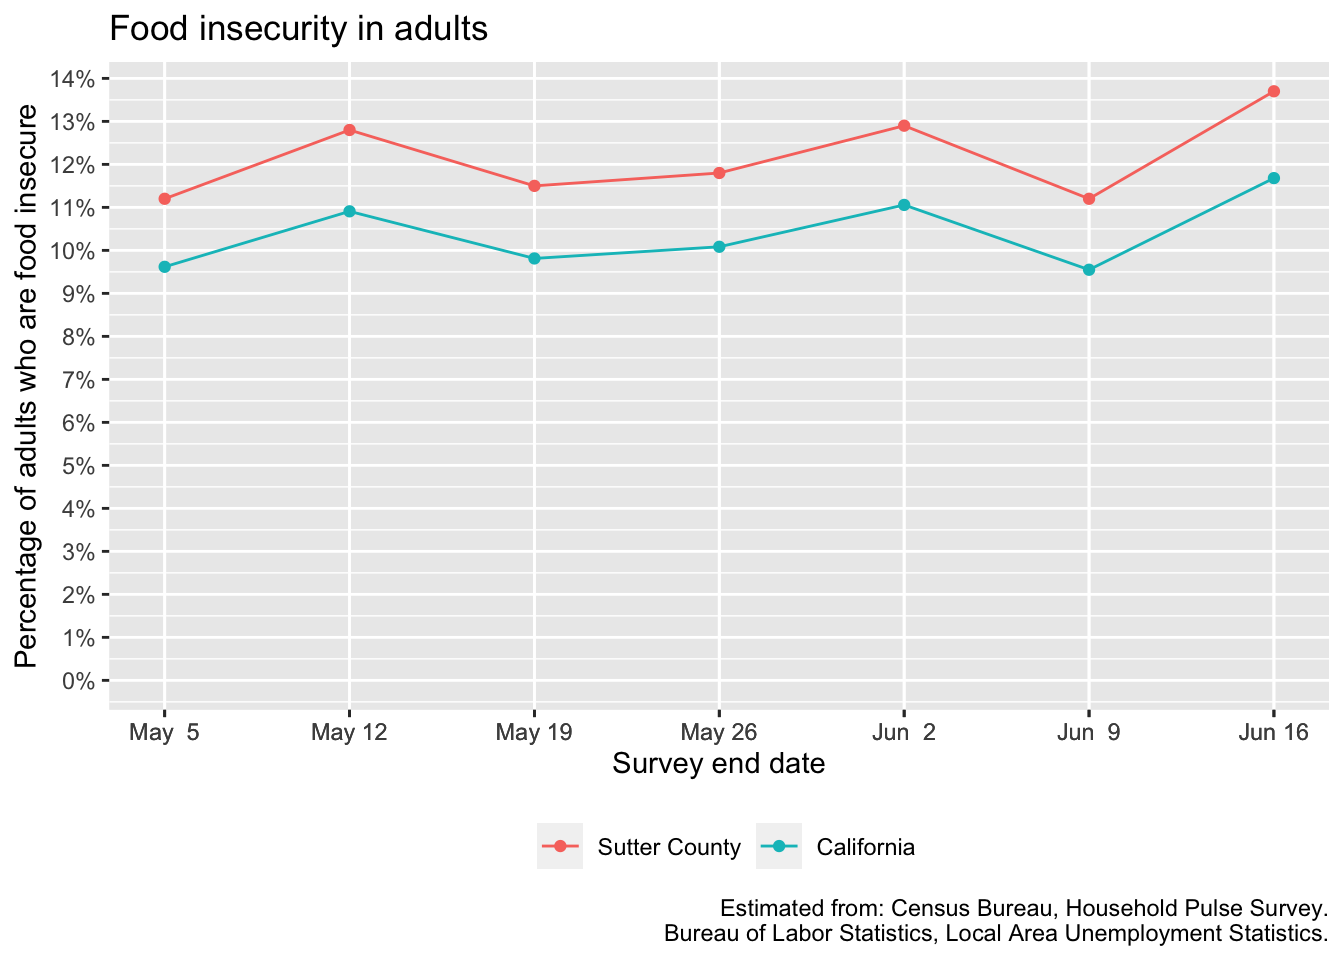 Food insecurity in adults
Percentage of adults who are food insecure
14%
13%
12%
11%
10%
9%
8%
7%
6%
5%
4%
3%
2%
1%
0%
May  5
May 12
May 19
May 26
Jun  2
Jun  9
Jun 16
Survey end date
Sutter County
California
Estimated from: Census Bureau, Household Pulse Survey.
Bureau of Labor Statistics, Local Area Unemployment Statistics.